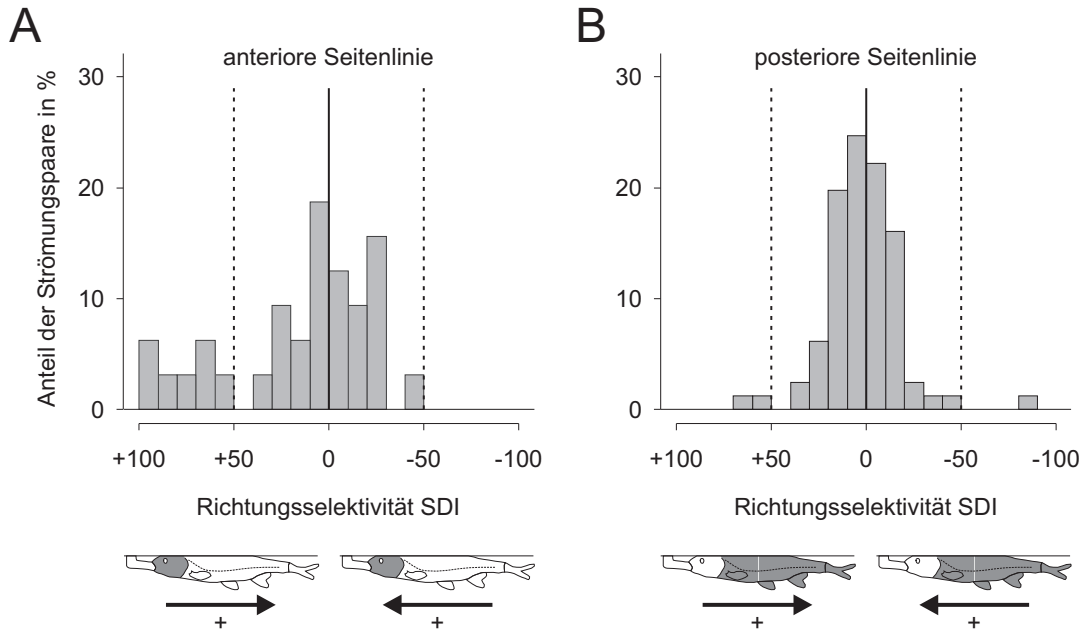 A
anteriore Seitenlinie
Anteil der Strömungspaare in %
30
20
10
0
+100 +50 0 -50 -100
Richtungsselektivität SDI
+ +
B
posteriore Seitenlinie
30
20
10
0
+100 +50 0 -50 -100
Richtungsselektivität SDI
+ +